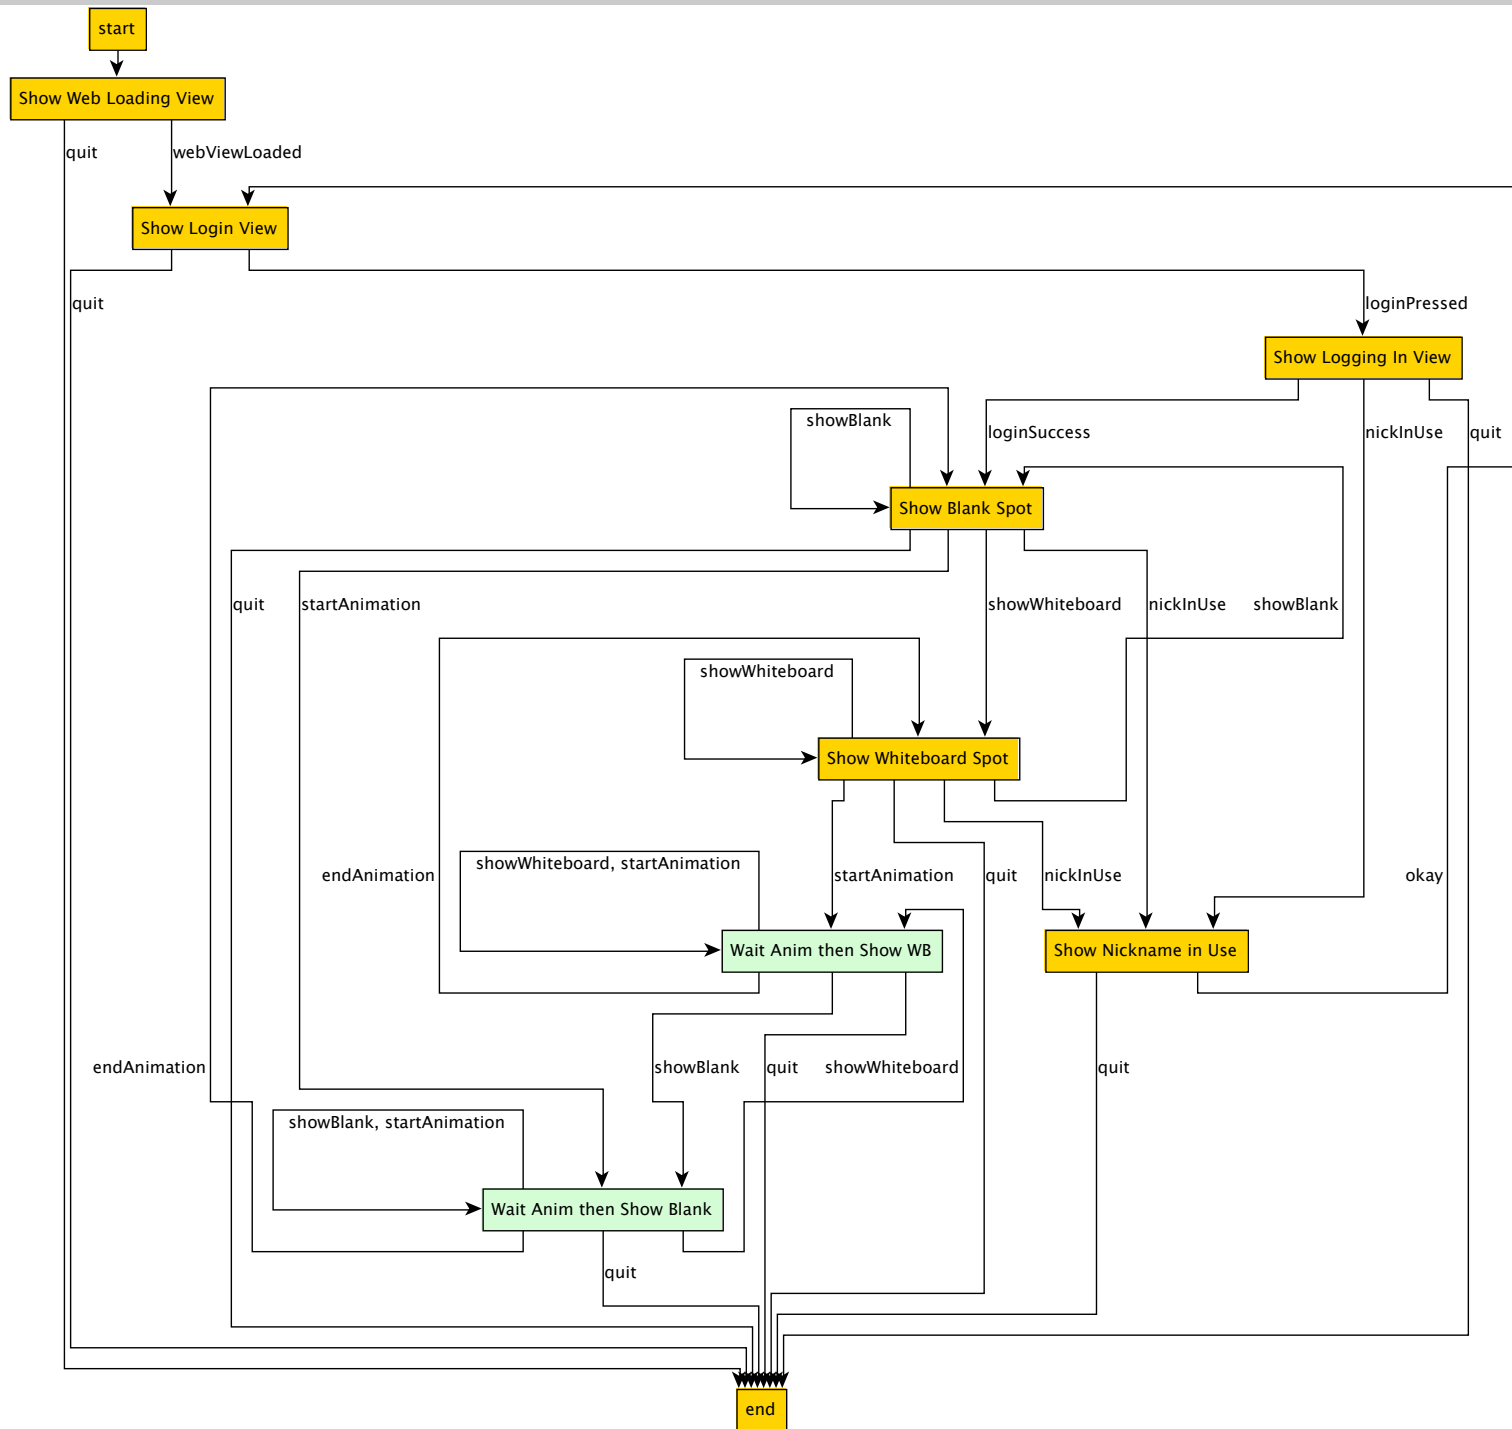 start
Show Web Loading View
quit
webViewLoaded
Show Login View
quit
loginPressed
Show Logging In View
showBlank
loginSuccess
nickInUse
quit
Show Blank Spot
quit
startAnimation
showWhiteboard
nickInUse
showBlank
showWhiteboard
Show Whiteboard Spot
showWhiteboard, startAnimation
endAnimation
startAnimation
quit
nickInUse
okay
Wait Anim then Show WB
Show Nickname in Use
endAnimation
showBlank
quit
showWhiteboard
quit
showBlank, startAnimation
Wait Anim then Show Blank
quit
end